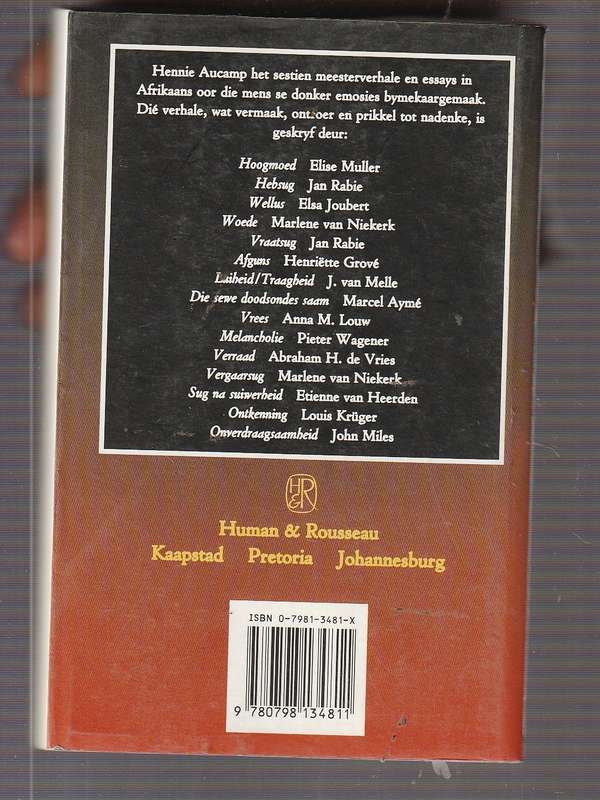 Hennie Aucamp het sestien meesterverhale en essays in
Afrikaans oor die mens se donker emosies bymekaargemaak.
Dié verhale, wat vermaak, ontroer en prikkel tot nadenke, is
geskryf deur:
Hoogmoed Elise Muller
Hebsug Jan Rabie
Wellus Elsa Joubert
Woede Marlene van Niekerk
Vraatsug Jan Rabie
Afguns Henriëtte Grové
Luiheid/Traagheid J. van Melle
Die sewe doodsondes saam Marcel Aymé
Vrees Anna M. Louw
Melancholie Pieter Wagener
Verraad Abraham H. de Vries
Vergaarsug Marlene van Niekerk
Sug na suiwerheid Etienne van Heerden
Ontkenning Louis Krüger
Onverdraagsaamheid John Miles
H&R
Human & Rousseau
Kaapstad Pretoria Johannesburg
ISBN 0-7981-3481-X
9 780798 134811